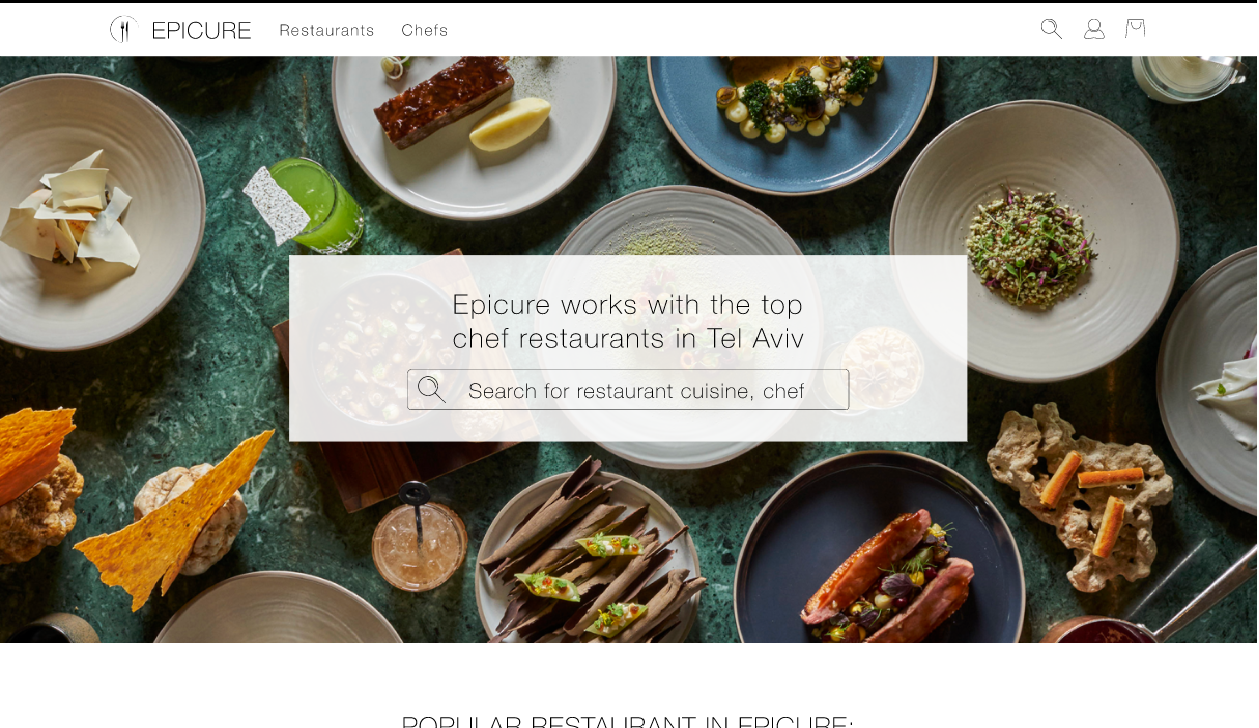 EPICURE Restaurants Chefs
Epicure works with the top
chef restaurants in Tel Aviv
Search for restaurant cuisine, chef
POPULAR RESTAURANT IN EPICURE: